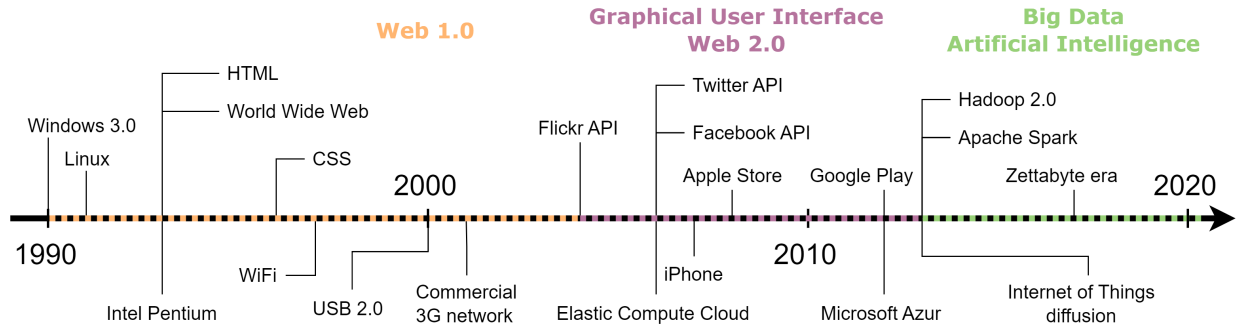 Web 1.0
Graphical User Interface
Web 2.0
Big Data
Artificial Intelligence
HTML
World Wide Web
Windows 3.0
Linux
CSS
Flickr API
Twitter API
Facebook API
Apple Store
Google Play
Hadoop 2.0
Apache Spark
Zettabyte era
2000
2020
1990
2010
WiFi
Intel Pentium
USB 2.0
Commercial
3G network
iPhone
Elastic Compute Cloud
Microsoft Azur
Internet of Things
diffusion